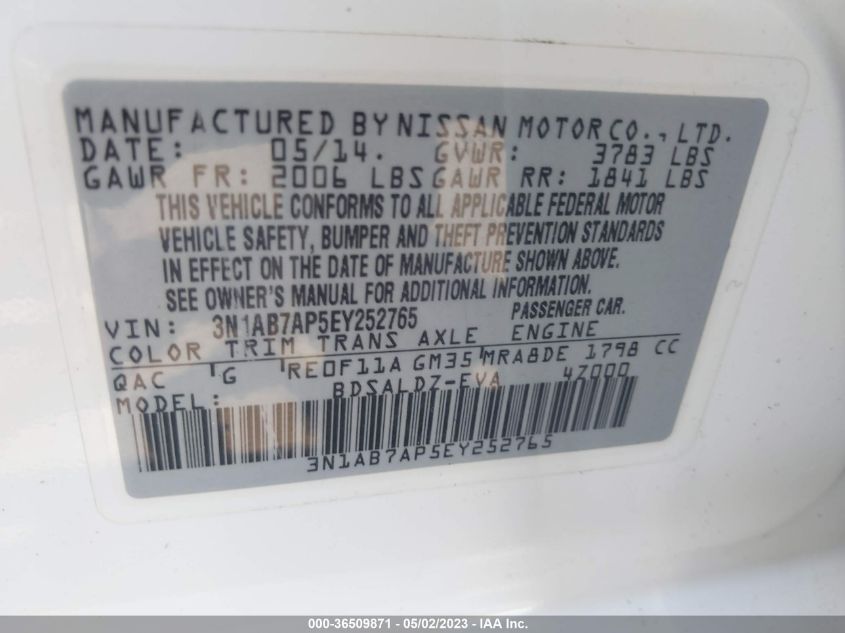 MANUFACTURED BY NISSAN MOTOR CO., LTD.
DATE: 05/14. GVWR: 3783 LBS
GAWR FR: 2006 LBS GAWR RR: 1841 LBS
THIS VEHICLE CONFORMS TO ALL APPLICABLE FEDERAL MOTOR
VEHICLE SAFETY, BUMPER AND THEFT PREVENTION STANDARDS
IN EFFECT ON THE DATE OF MANUFACTURE SHOWN ABOVE.
SEE OWNER'S MANUAL FOR ADDITIONAL INFORMATION.
VIN: 3N1AB7AP5EY252765 PASSENGER CAR.
COLOR TRIM TRANS AXLE ENGINE
QAC G RE0F11A GM35 MRA8DE 1798 CC
MODEL: BDSALDZ-EVA 47000
3N1AB7AP5EY252765
000-36509871 - 05/02/2023 - IAA Inc.